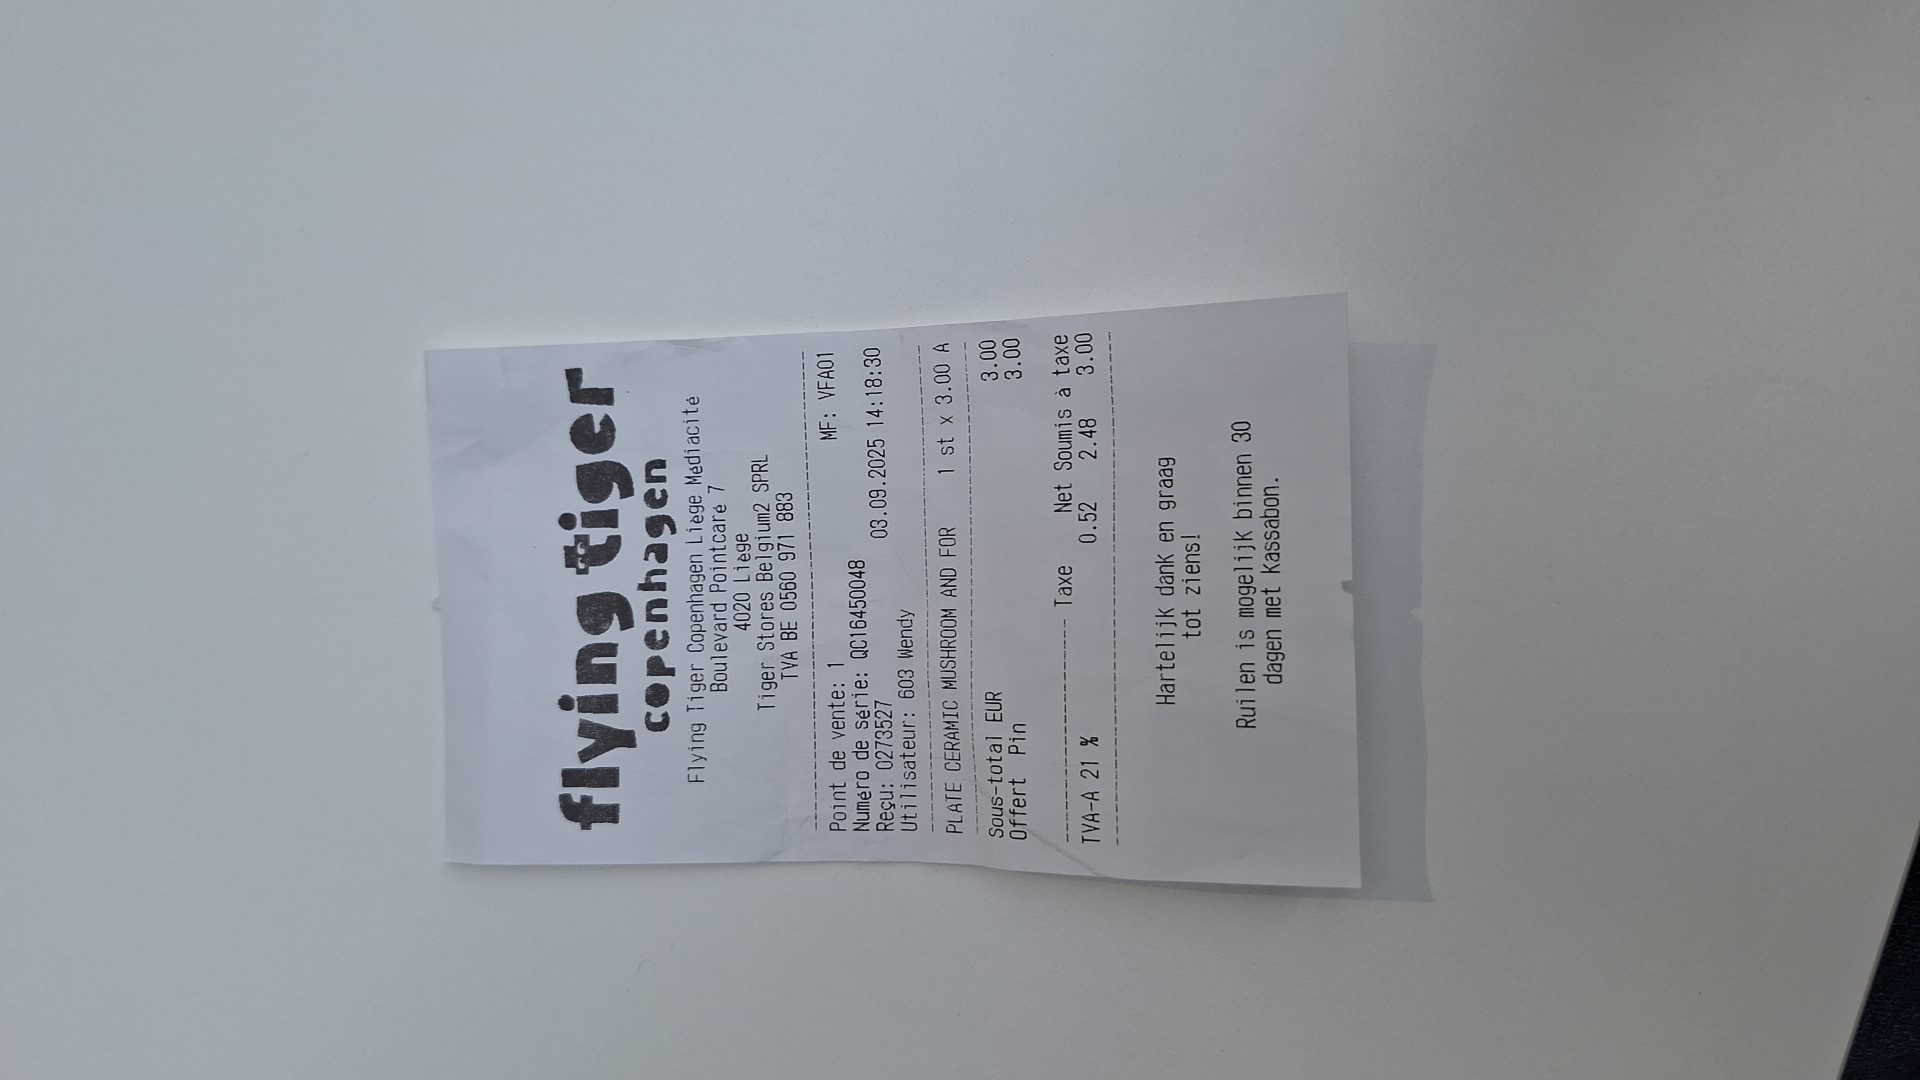 flying tiger
copenhagen
Flying Tiger Copenhagen Liège Médiacité
Boulevard Pointcaré 7
4020 Liège
Tiger Stores Belgium2 SPRL
TVA BE 0560 971 883
Point de vente: 1 MF: VFA01
Numéro de série: QC16450048
Reçu: 0273527 03.09.2025 14:18:30
Utilisateur: 603 Wendy
PLATE CERAMIC MUSHROOM AND FOR 1 st x 3.00 A
Sous-total EUR 3.00
Offert Pin 3.00
Taxe Net Soumis à taxe
TVA-A 21 % 0.52 2.48 3.00
Hartelijk dank en graag
tot ziens!
Ruilen is mogelijk binnen 30
dagen met kassabon.